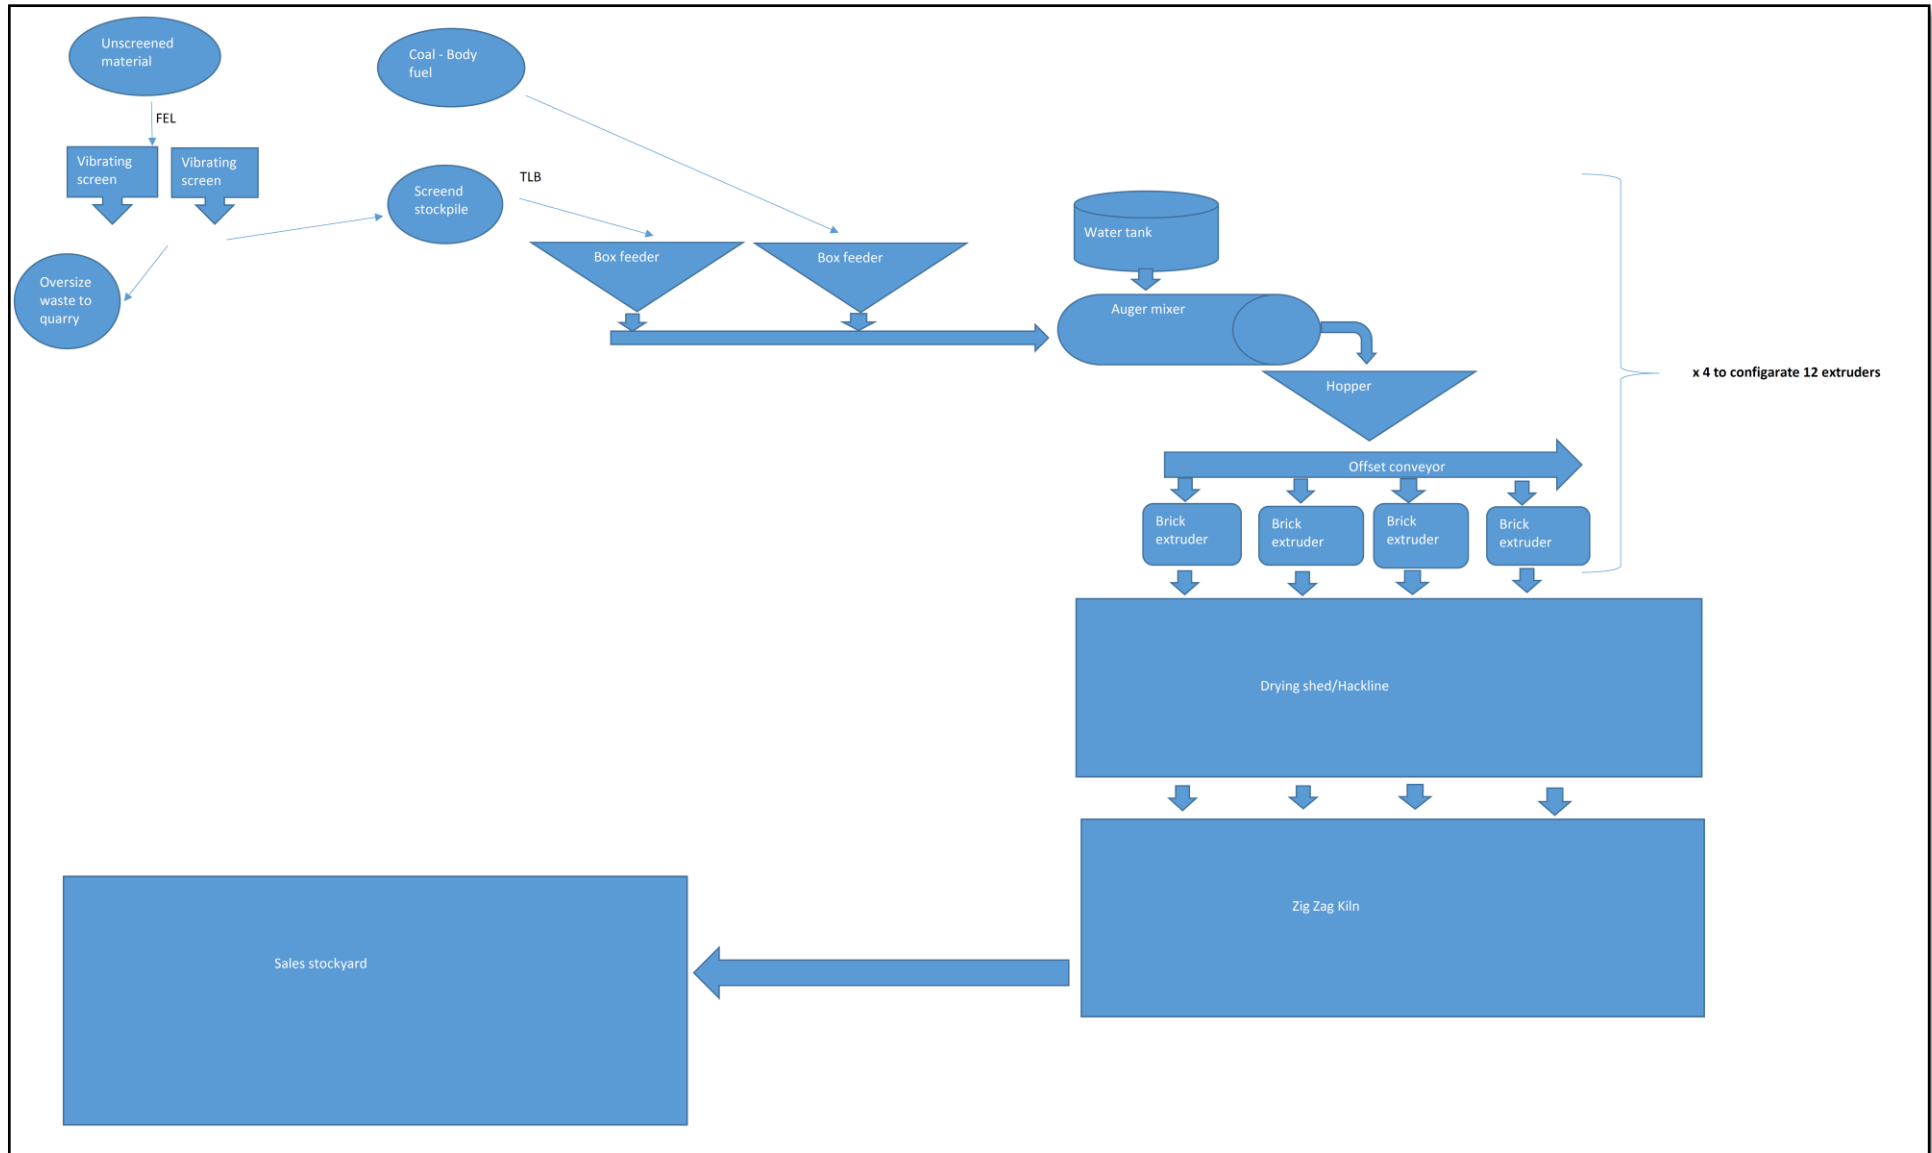 Unscreened
material
Coal - Body
fuel
FEL
Vibrating
screen
Vibrating
screen
Screend
stockpile
TLB
Oversize
waste to
quarry
Box feeder
Box feeder
Water tank
Auger mixer
Hopper
x 4 to configarate 12 extruders
Offset conveyor
Brick
extruder
Brick
extruder
Brick
extruder
Brick
extruder
Drying shed/Hackline
Zig Zag Kiln
Sales stockyard